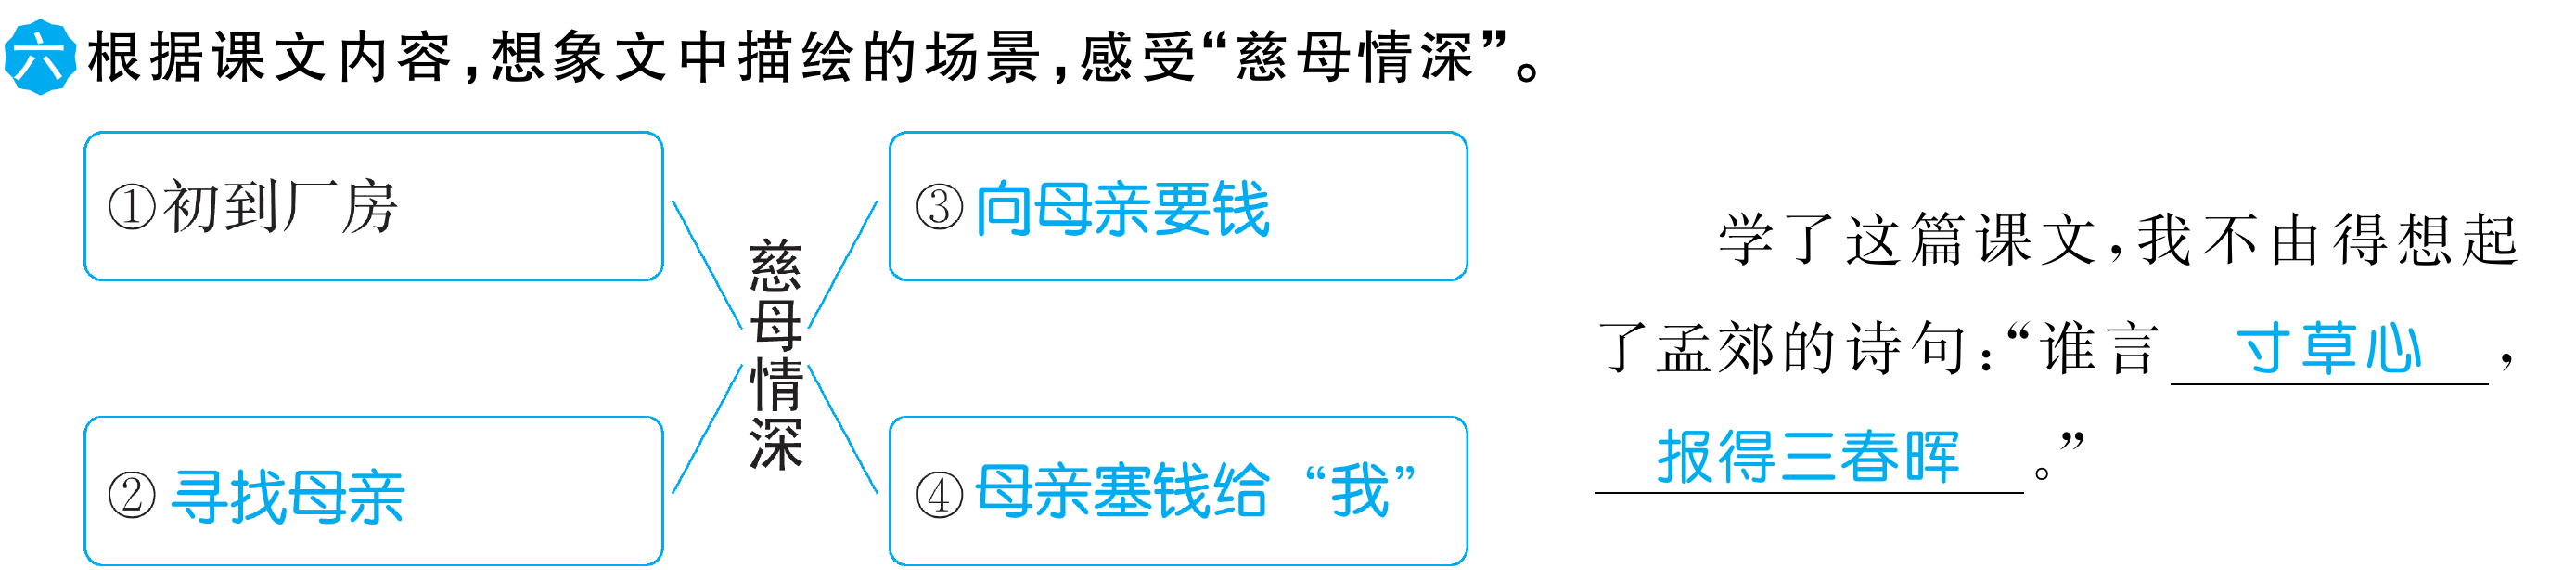 六 根据课文内容,想象文中描绘的场景,感受“慈母情深”。
①初到厂房
③ 向母亲要钱
慈母情深
② 寻找母亲
④ 母亲塞钱给“我”
学了这篇课文,我不由得想起
了孟郊的诗句:“谁言 寸草心 ,
报得三春晖 。”